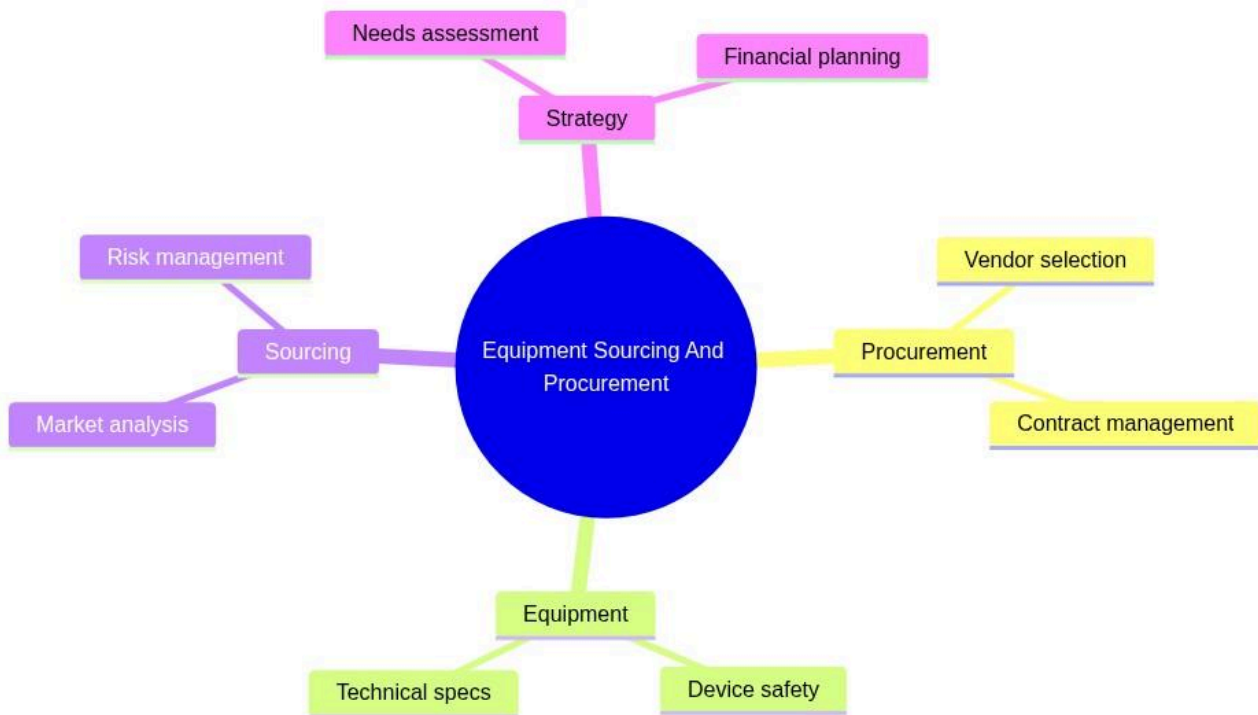 Needs assessment
Financial planning
Strategy
Risk management
Vendor selection
Sourcing
Equipment Sourcing And
Procurement
Procurement
Market analysis
Contract management
Equipment
Technical specs
Device safety